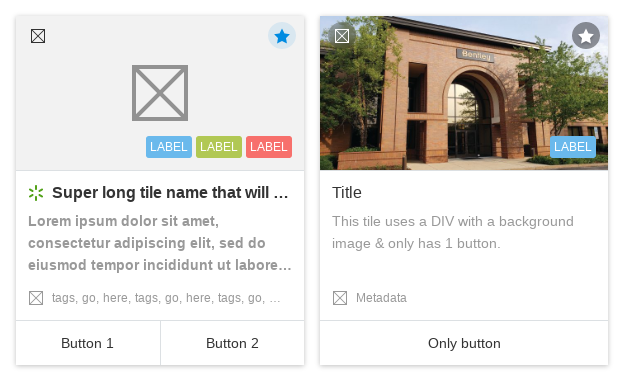 LABEL LABEL LABEL
Super long tile name that will …
Lorem ipsum dolor sit amet,
consectetur adipiscing elit, sed do
eiusmod tempor incididunt ut labore…
tags, go, here, tags, go, here, tags, go, …
Button 1 Button 2
Bentley
LABEL
Title
This tile uses a DIV with a background
image & only has 1 button.
Metadata
Only button